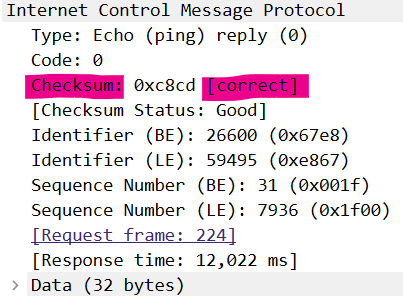 Internet Control Message Protocol
Type: Echo (ping) reply (0)
Code: 0
Checksum: 0xc8cd [correct]
[Checksum Status: Good]
Identifier (BE): 26600 (0x67e8)
Identifier (LE): 59495 (0xe867)
Sequence Number (BE): 31 (0x001f)
Sequence Number (LE): 7936 (0x1f00)
[Request frame: 224]
[Response time: 12,022 ms]
Data (32 bytes)